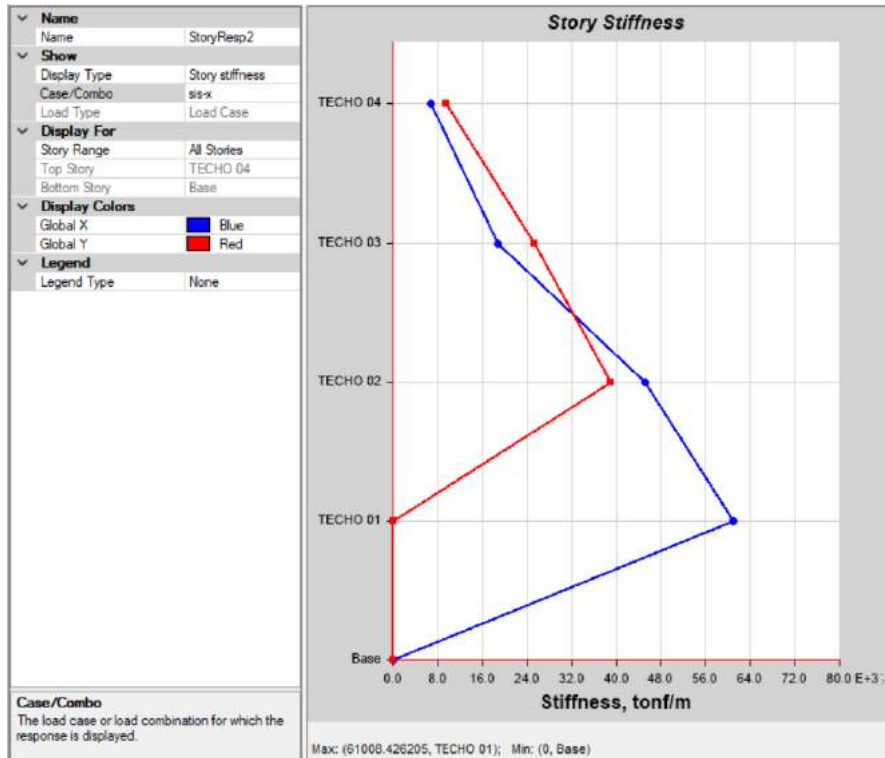 Name
Name StoryResp2
Show
Display Type Story stiffness
Case/Combo sis-x
Load Type Load Case
Display For
Story Range All Stories
Top Story TECHO 04
Bottom Story Base
Display Colors
Global X Blue
Global Y Red
Legend
Legend Type None
Case/Combo
The load case or load combination for which the
response is displayed.
Story Stiffness
TECHO 04
TECHO 03
TECHO 02
TECHO 01
Base
0.0 8.0 16.0 24.0 32.0 40.0 48.0 56.0 64.0 72.0 80.0 E+3
Stiffness, tonf/m
Max: (61008.426205, TECHO 01); Min: (0, Base)